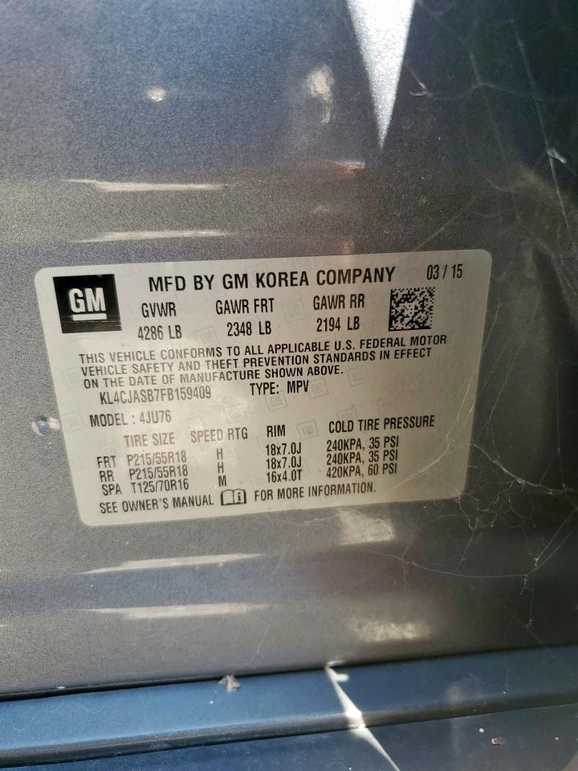 GM
MFD BY GM KOREA COMPANY 03 / 15
GVWR GAWR FRT GAWR RR
4286 LB 2348 LB 2194 LB
THIS VEHICLE CONFORMS TO ALL APPLICABLE U.S. FEDERAL MOTOR
VEHICLE SAFETY AND THEFT PREVENTION STANDARDS IN EFFECT
ON THE DATE OF MANUFACTURE SHOWN ABOVE.
KL4CJASB7FB159409 TYPE: MPV
MODEL : 4JU76
TIRE SIZE SPEED RTG RIM COLD TIRE PRESSURE
FRT P215/55R18 H 18x7.0J 240KPA, 35 PSI
RR P215/55R18 H 18x7.0J 240KPA, 35 PSI
SPA T125/70R16 M 16x4.0T 420KPA, 60 PSI
SEE OWNER'S MANUAL FOR MORE INFORMATION.